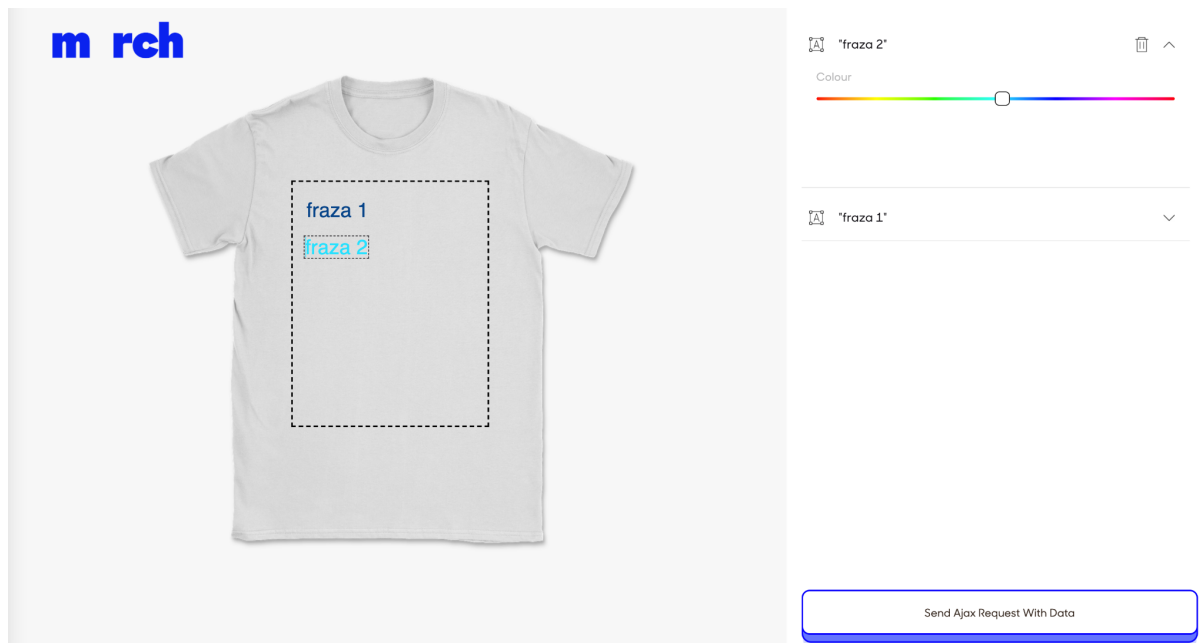 m rch
fraza 1
fraza 2
"fraza 2"
Colour
"fraza 1"
Send Ajax Request With Data